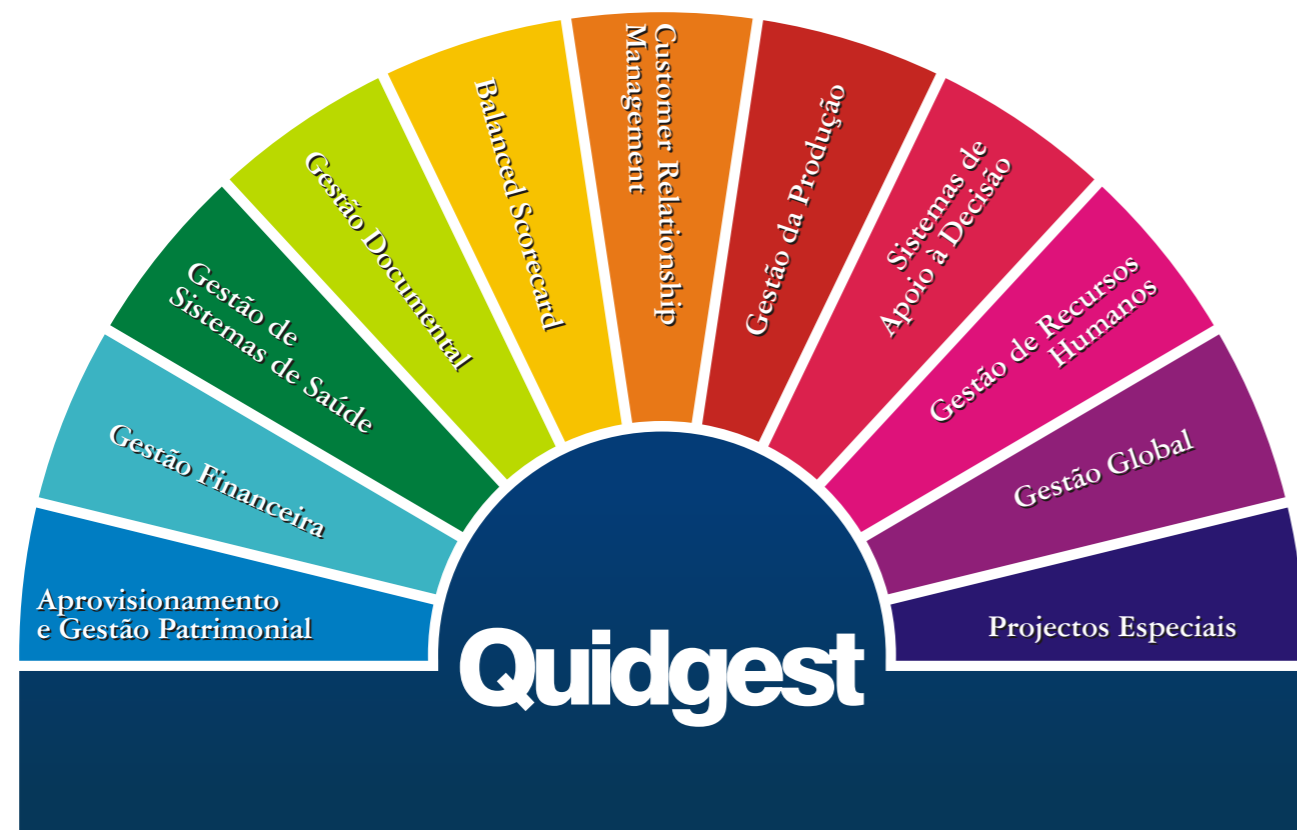 Aprovisionamento
e Gestão Patrimonial
Gestão Financeira
Gestão de
Sistemas de Saúde
Gestão Documental
Balanced Scorecard
Customer Relationship
Management
Gestão da Produção
Sistemas de
Apoio à Decisão
Gestão de Recursos
Humanos
Gestão Global
Projectos Especiais
Quidgest